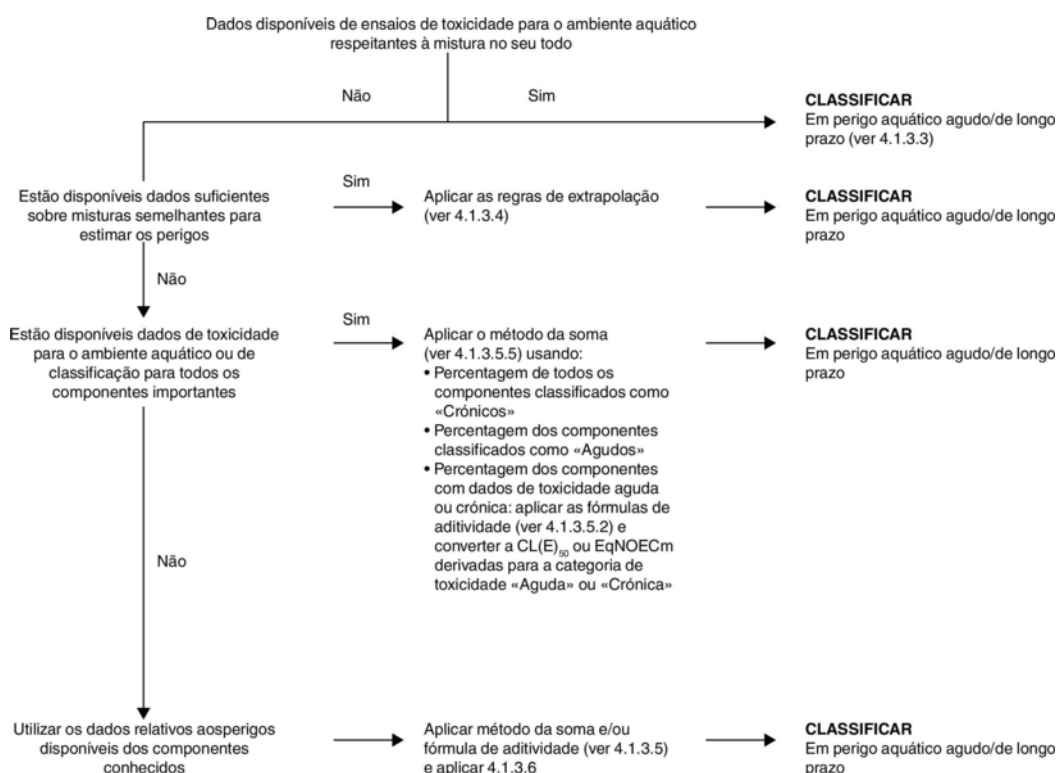 Dados disponíveis de ensaios de toxicidade para o ambiente aquático
respeitantes à mistura no seu todo
Não
Sim
CLASSIFICAR
Em perigo aquático agudo/de longo
prazo (ver 4.1.3.3)
Estão disponíveis dados suficientes
sobre misturas semelhantes para
estimar os perigos
Sim
Aplicar as regras de extrapolação
(ver 4.1.3.4)
CLASSIFICAR
Em perigo aquático agudo/de longo
prazo
Não
Estão disponíveis dados de toxicidade
para o ambiente aquático ou de
classificação para todos os
componentes importantes
Sim
Aplicar o método da soma
(ver 4.1.3.5.5) usando:
• Percentagem de todos os
componentes classificados como
«Crónicos»
• Percentagem dos componentes
classificados como «Agudos»
• Percentagem dos componentes
com dados de toxicidade aguda
ou crónica: aplicar as fórmulas de
aditividade (ver 4.1.3.5.2) e
converter a CL(E)50 ou EqNOECm
derivadas para a categoria de
toxicidade «Aguda» ou «Crónica»
CLASSIFICAR
Em perigo aquático agudo/de longo
prazo
Não
Utilizar os dados relativos aosperigos
disponíveis dos componentes
conhecidos
Aplicar método da soma e/ou
fórmula de aditividade (ver 4.1.3.5)
e aplicar 4.1.3.6
CLASSIFICAR
Em perigo aquático agudo/de longo
prazo